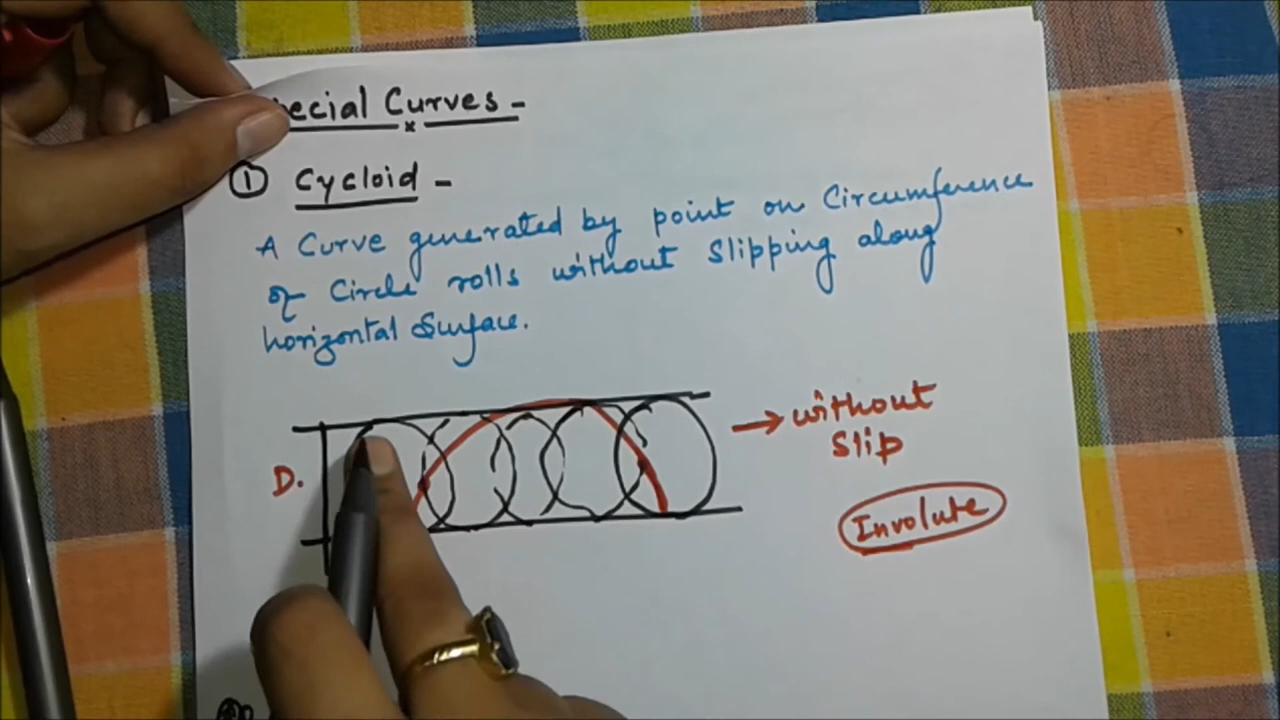 ecial Curves -
① Cycloid -
A Curve generated by point on Circumference
of Circle rolls without Slipping along
horizontal Surface.
D.
→ without
Slip
Involute